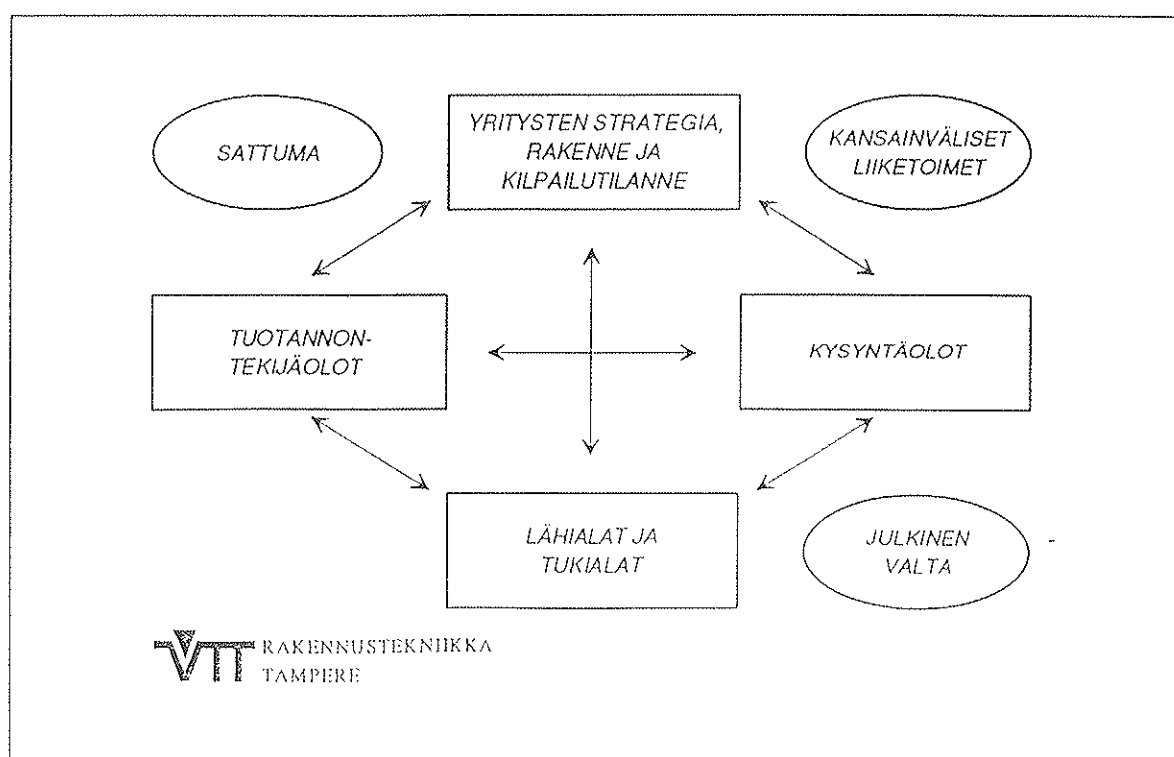 SATTUMA
YRITYSTEN STRATEGIA,
RAKENNE JA
KILPAILUTILANNE
KANSAINVÄLISET
LIIKETOIMET
TUOTANNON-
TEKIJÄOLOT
KYSYNTÄOLOT
LÄHIALAT JA
TUKIALAT
JULKINEN
VALTA
VTT RAKENNUSTEKNIIKKA
TAMPERE